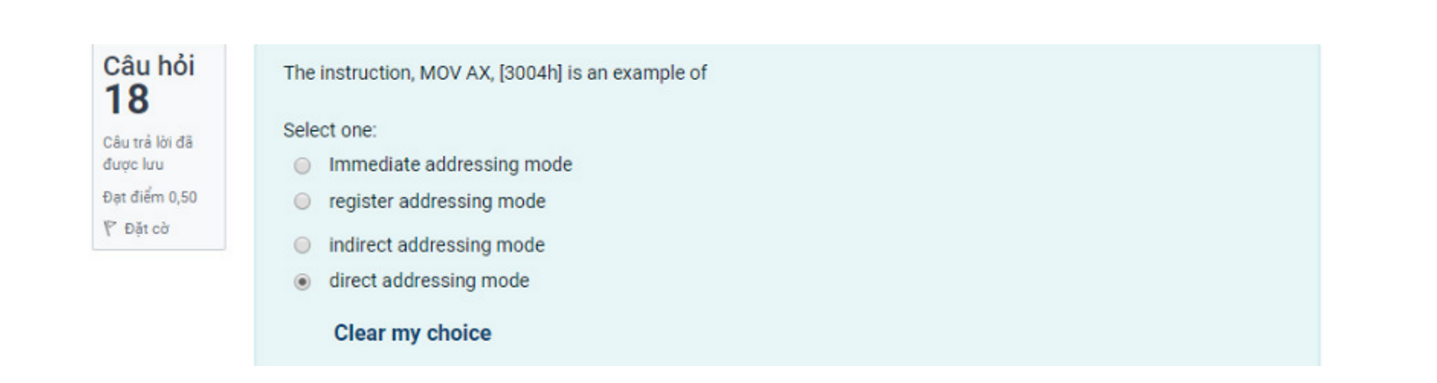 Câu hỏi
18
Câu trả lời đã
được lưu
Đạt điểm 0,50
Đặt cờ
The instruction, MOV AX, [3004h] is an example of
Select one:
Immediate addressing mode
register addressing mode
indirect addressing mode
direct addressing mode
Clear my choice